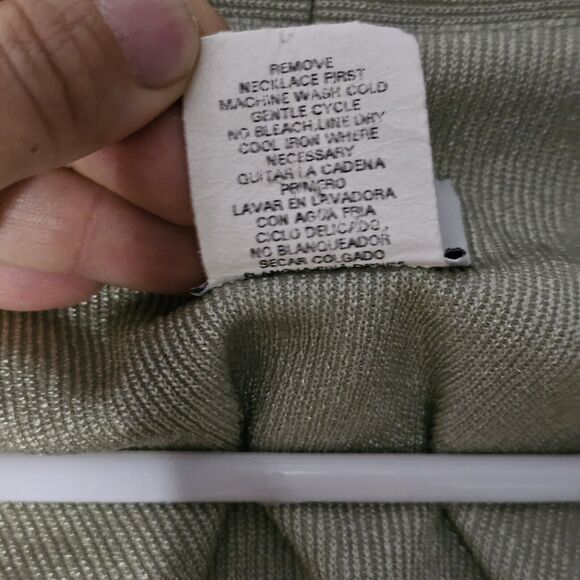 REMOVE
NECKLACE FIRST
MACHINE WASH COLD
GENTLE CYCLE
NO BLEACH, LINE DRY
COOL IRON WHERE
NECESSARY
QUITAR LA CADENA
PRIMERO
LAVAR EN LAVADORA
CON AGUA FRIA
CICLO DELICADO,
NO BLANQUEADOR
SECAR COLGADO